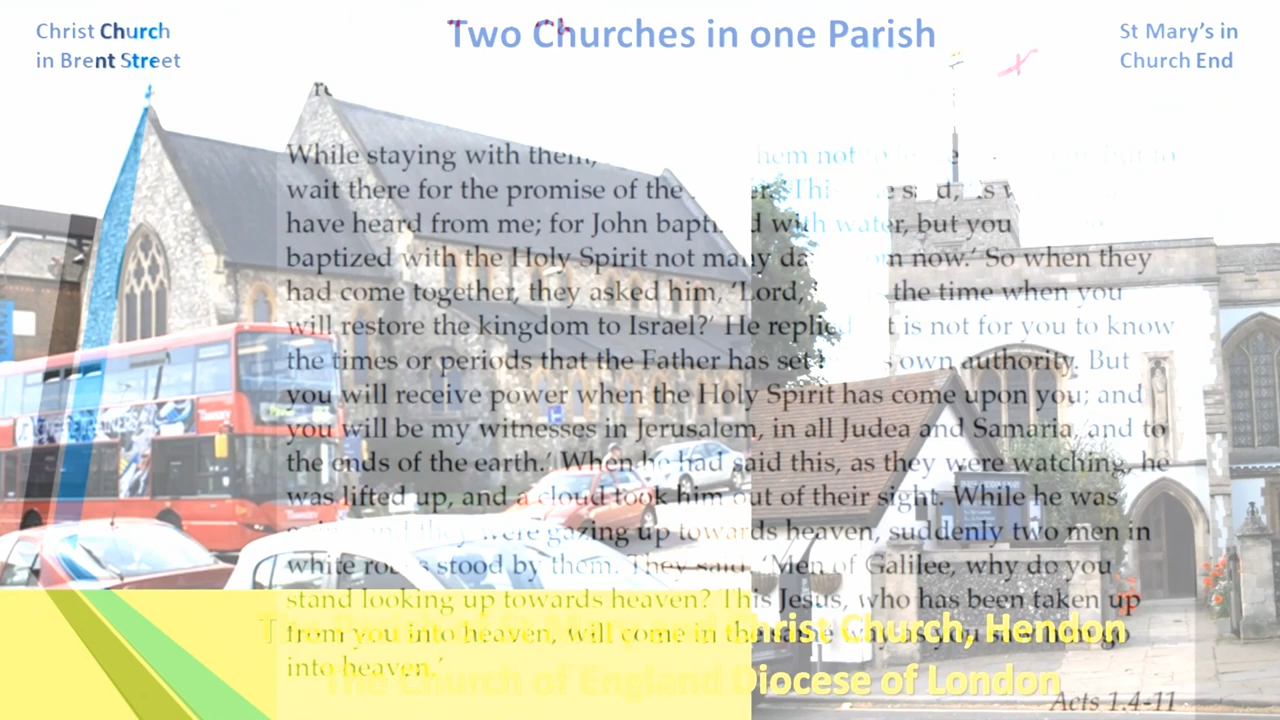 Christ Church
in Brent Street
Two Churches in one Parish
St Mary's in
Church End
While staying with them, them not to
wait there for the promise of the This
have heard from me; for John with water, but you
baptized with the Holy Spirit not many now.' So when they
had come together, they asked him, 'Lord, the time when you
will restore the kingdom to Israel?' He replied is not for you to know
the times or periods that the Father has set own authority. But
you will receive power when the Holy Spirit has come upon you; and
you will be my witnesses in Jerusalem, in all Judea and Samaria, and to
the ends of the earth.' When he had said this, as they were watching, he
was lifted up, and a cloud took him out of their sight. While he was
and they were gazing up towards heaven, suddenly two men in
white robes stood by them. They said, 'Men of Galilee, why do you
stand looking up towards heaven? This Jesus, who has been taken up
from you into heaven, will come in the
into heaven.'
Christ Church, Hendon
The Church of England Diocese of London
Acts 1.4-11